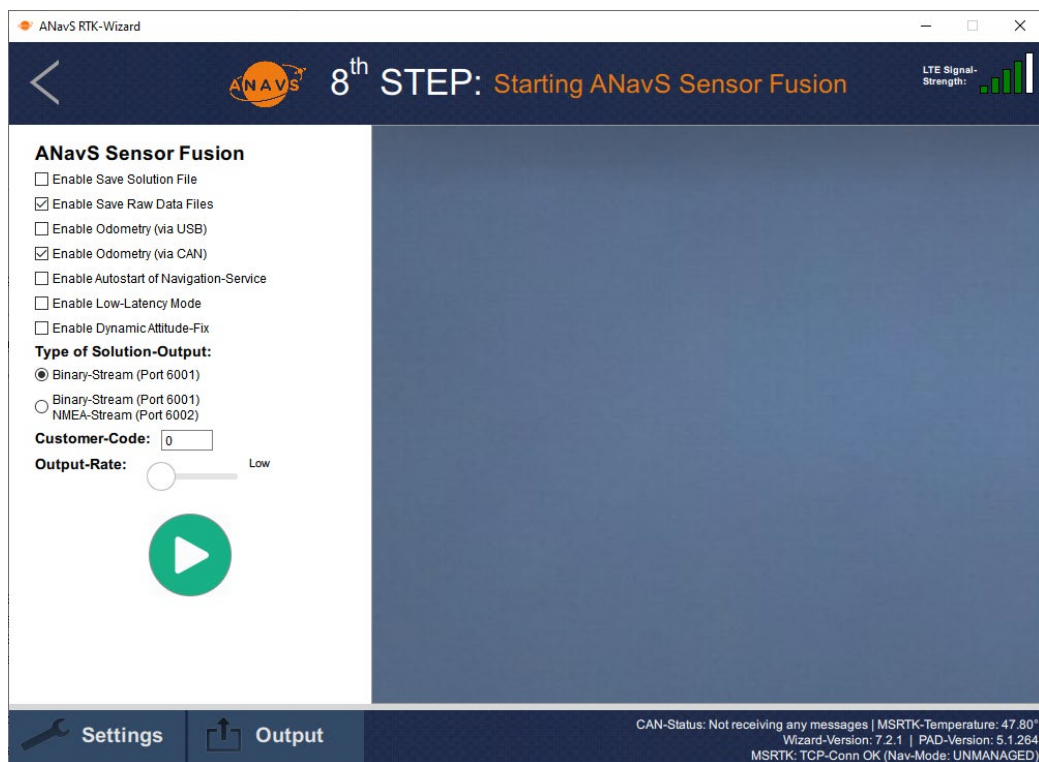 ANavS RTK-Wizard
ANAVS
8th STEP: Starting ANavS Sensor Fusion
LTE Signal-
Strength:
ANavS Sensor Fusion
Enable Save Solution File
Enable Save Raw Data Files
Enable Odometry (via USB)
Enable Odometry (via CAN)
Enable Autostart of Navigation-Service
Enable Low-Latency Mode
Enable Dynamic Attitude-Fix
Type of Solution-Output:
Binary-Stream (Port 6001)
Binary-Stream (Port 6001)
NMEA-Stream (Port 6002)
Customer-Code: 0
Output-Rate: Low
Settings
Output
CAN-Status: Not receiving any messages | MSRTK-Temperature: 47.80°
Wizard-Version: 7.2.1 | PAD-Version: 5.1.264
MSRTK: TCP-Conn OK (Nav-Mode: UNMANAGED)